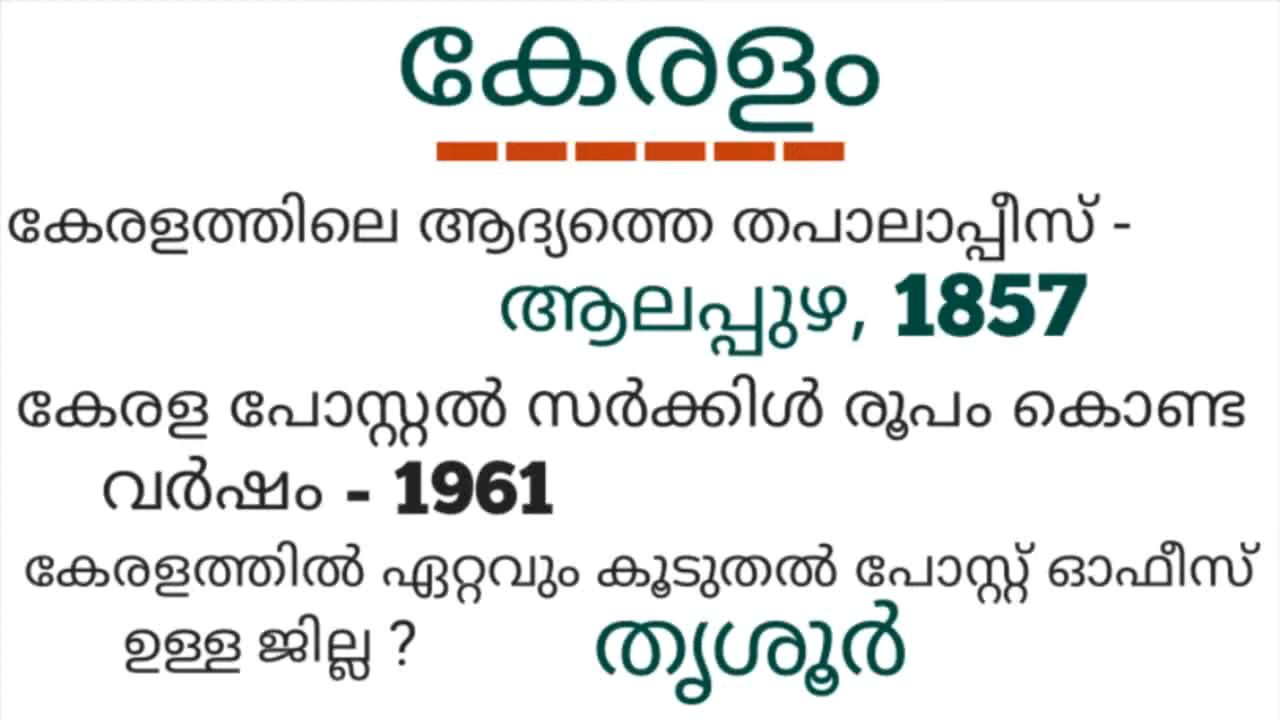 കേരളം
കേരളത്തിലെ ആദ്യത്തെ തപാലാപ്പീസ് -
ആലപ്പുഴ, 1857
കേരള പോസ്റ്റൽ സർക്കിൾ രൂപം കൊണ്ട
വർഷം - 1961
കേരളത്തിൽ ഏറ്റവും കൂടുതൽ പോസ്റ്റ് ഓഫീസ്
ഉള്ള ജില്ല ? തൃശൂർ